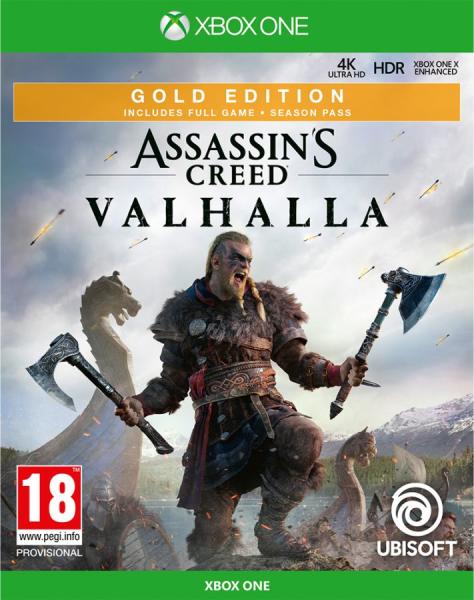 XBOX ONE
4K
ULTRA HD
HDR
XBOX ONE X
ENHANCED
GOLD EDITION
INCLUDES FULL GAME • SEASON PASS
ASSASSIN'S
CREED
VALHALLA
18
www.pegi.info
PROVISIONAL
UBISOFT
XBOX ONE